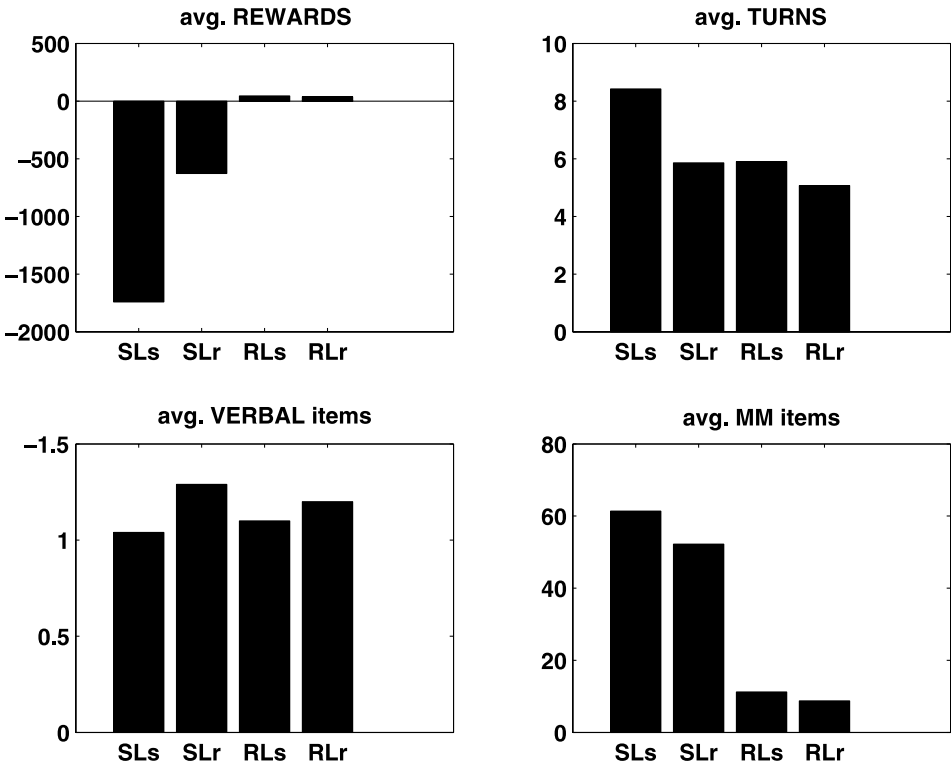 avg. REWARDS
500
0
−500
−1000
−1500
−2000
SLs SLr RLs RLr
avg. TURNS
10
8
6
4
2
0
SLs SLr RLs RLr
avg. VERBAL items
−1.5
1
0.5
0
SLs SLr RLs RLr
avg. MM items
80
60
40
20
0
SLs SLr RLs RLr